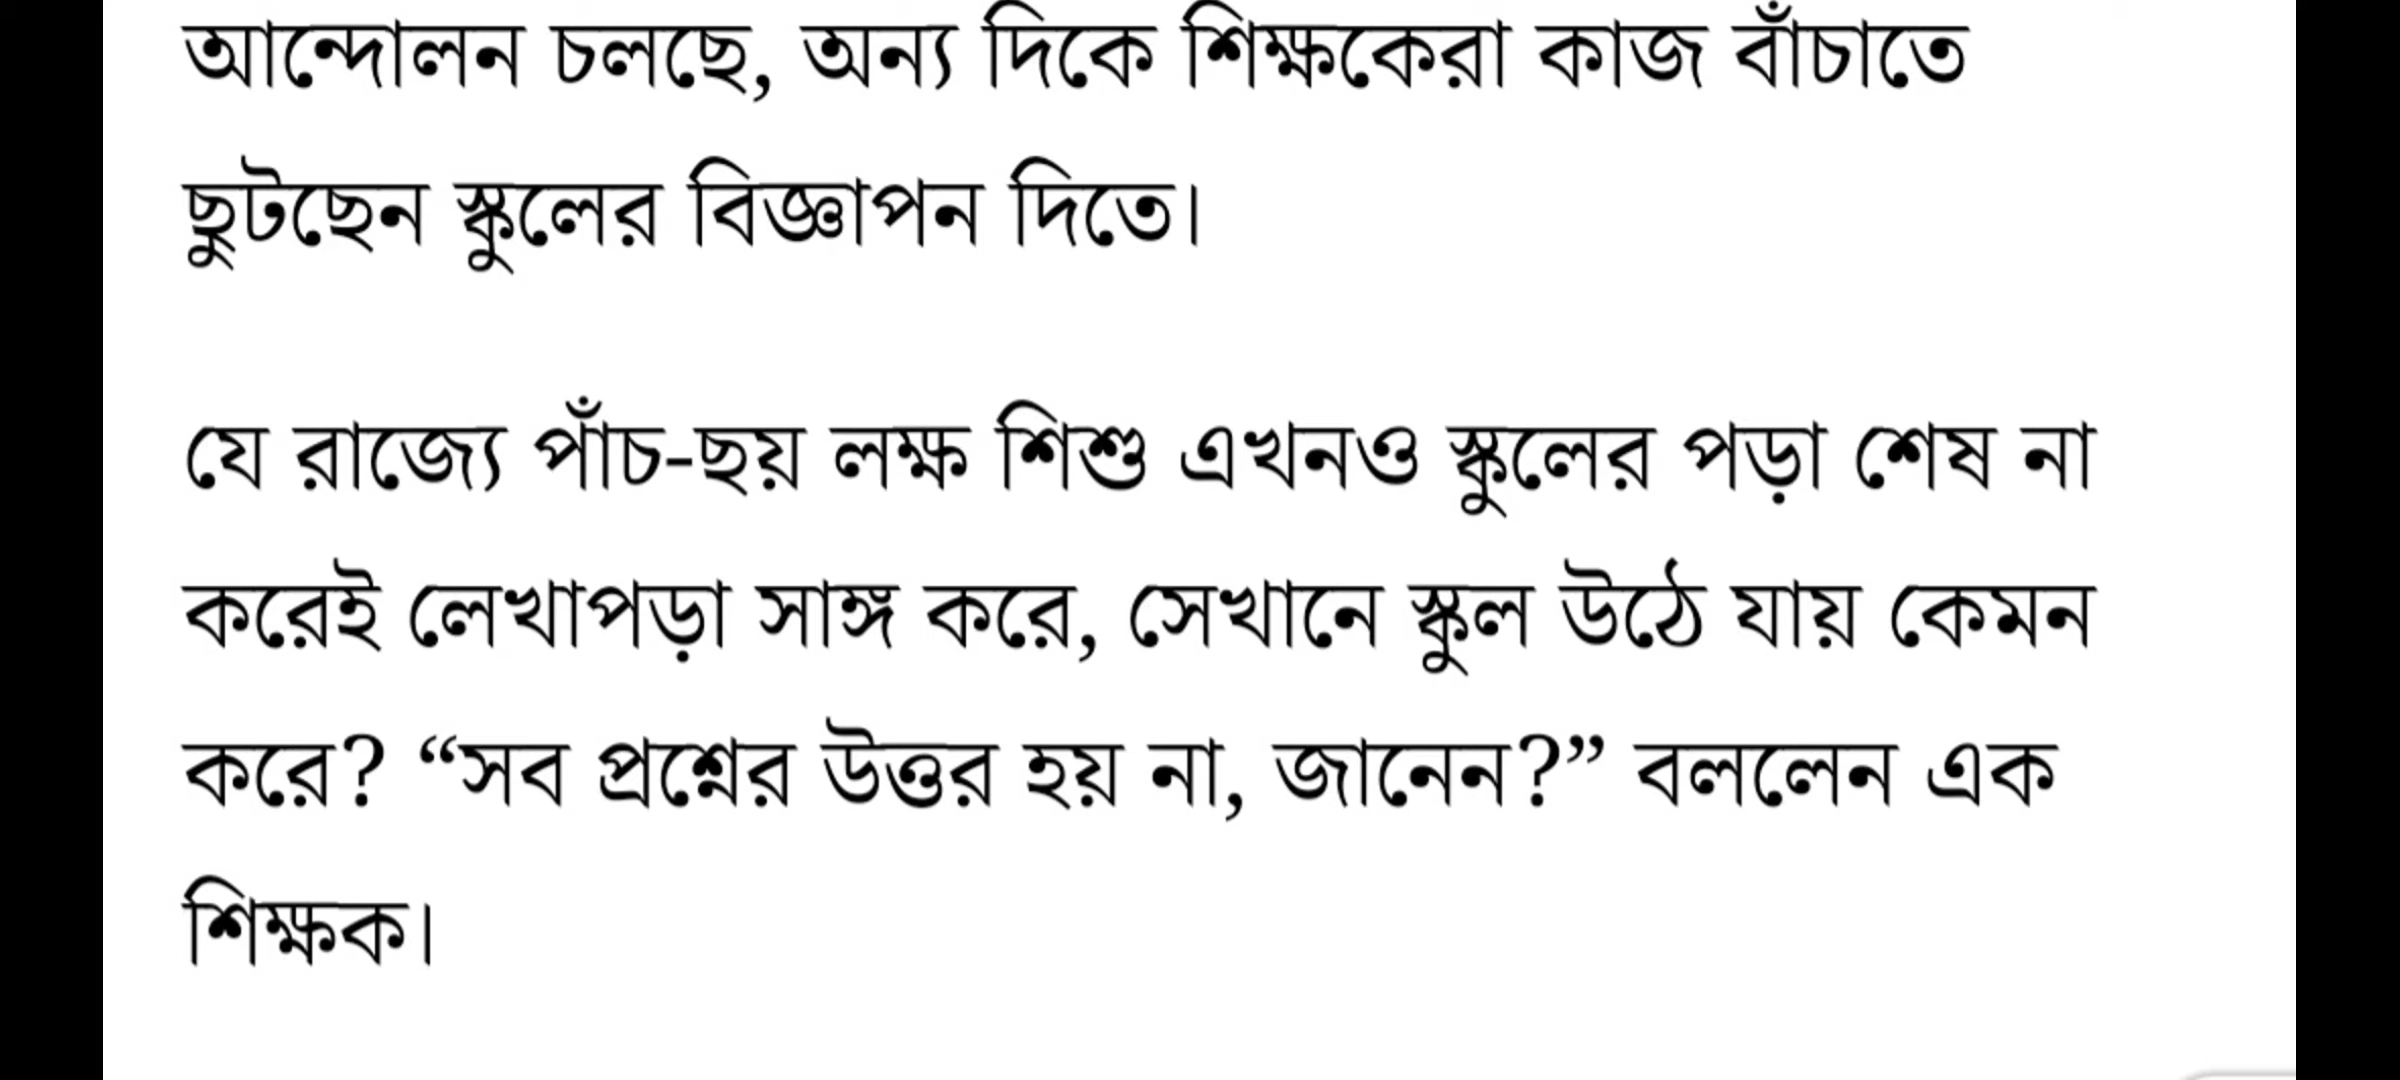 আন্দোলন চলছে, অন্য দিকে শিক্ষকেরা কাজ বাঁচাতে
ছুটছেন স্কুলের বিজ্ঞাপন দিতে।
যে রাজ্যে পাঁচ-ছয় লক্ষ শিশু এখনও স্কুলের পড়া শেষ না
করেই লেখাপড়া সাঙ্গ করে, সেখানে স্কুল উঠে যায় কেমন
করে? “সব প্রশ্নের উত্তর হয় না, জানেন?” বললেন এক
শিক্ষক।